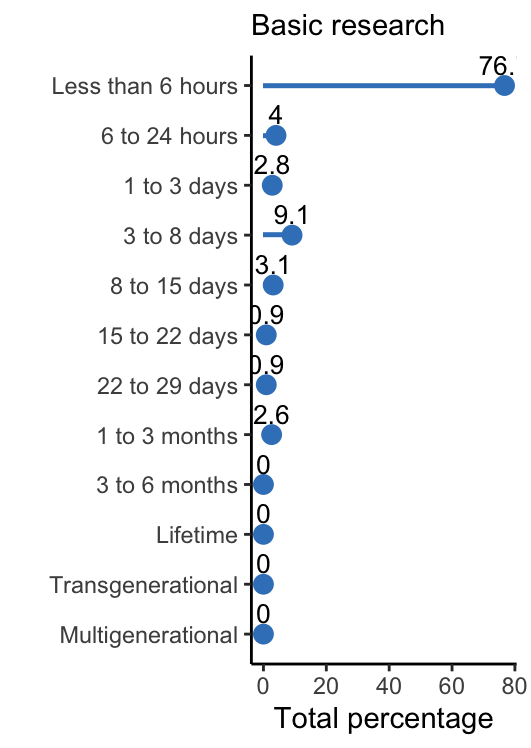 Basic research
Less than 6 hours 76.
6 to 24 hours 4
1 to 3 days 2.8
3 to 8 days 9.1
8 to 15 days 3.1
15 to 22 days 0.9
22 to 29 days 0.9
1 to 3 months 2.6
3 to 6 months 0
Lifetime 0
Transgenerational 0
Multigenerational 0
0 20 40 60 80
Total percentage